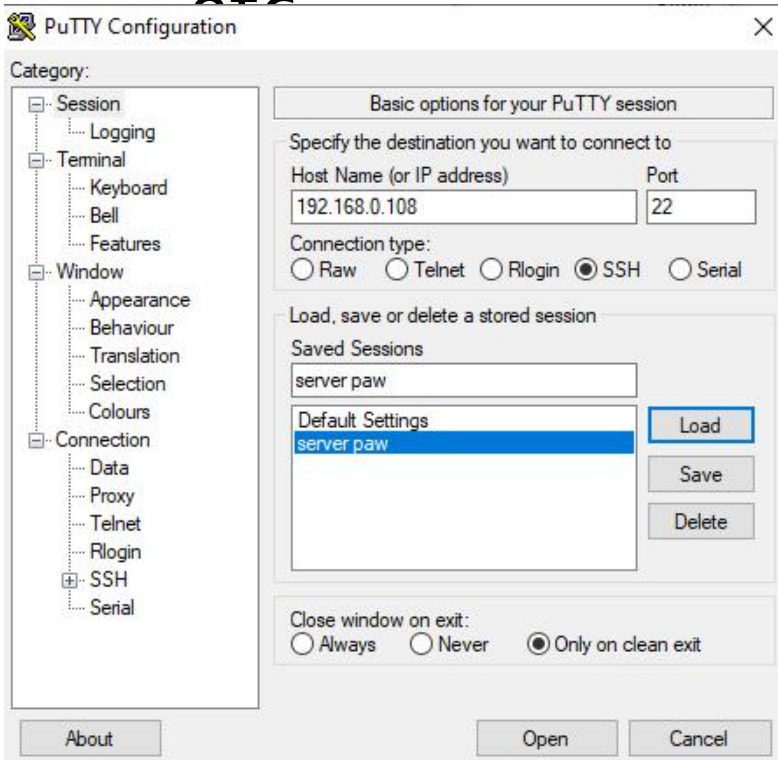 PuTTY Configuration
Category:
Session
Logging
Terminal
Keyboard
Bell
Features
Window
Appearance
Behaviour
Translation
Selection
Colours
Connection
Data
Proxy
Telnet
Rlogin
SSH
Serial
Basic options for your PuTTY session
Specify the destination you want to connect to
Host Name (or IP address) Port
192.168.0.108 22
Connection type:
Raw Telnet Rlogin SSH Serial
Load, save or delete a stored session
Saved Sessions
server paw
Default Settings Load
server paw
Save
Delete
Close window on exit:
Always Never Only on clean exit
About Open Cancel